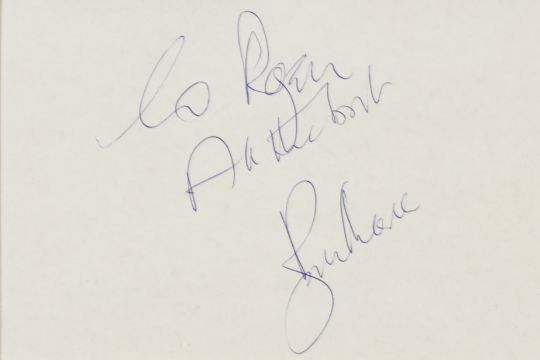 To Roger
All the best